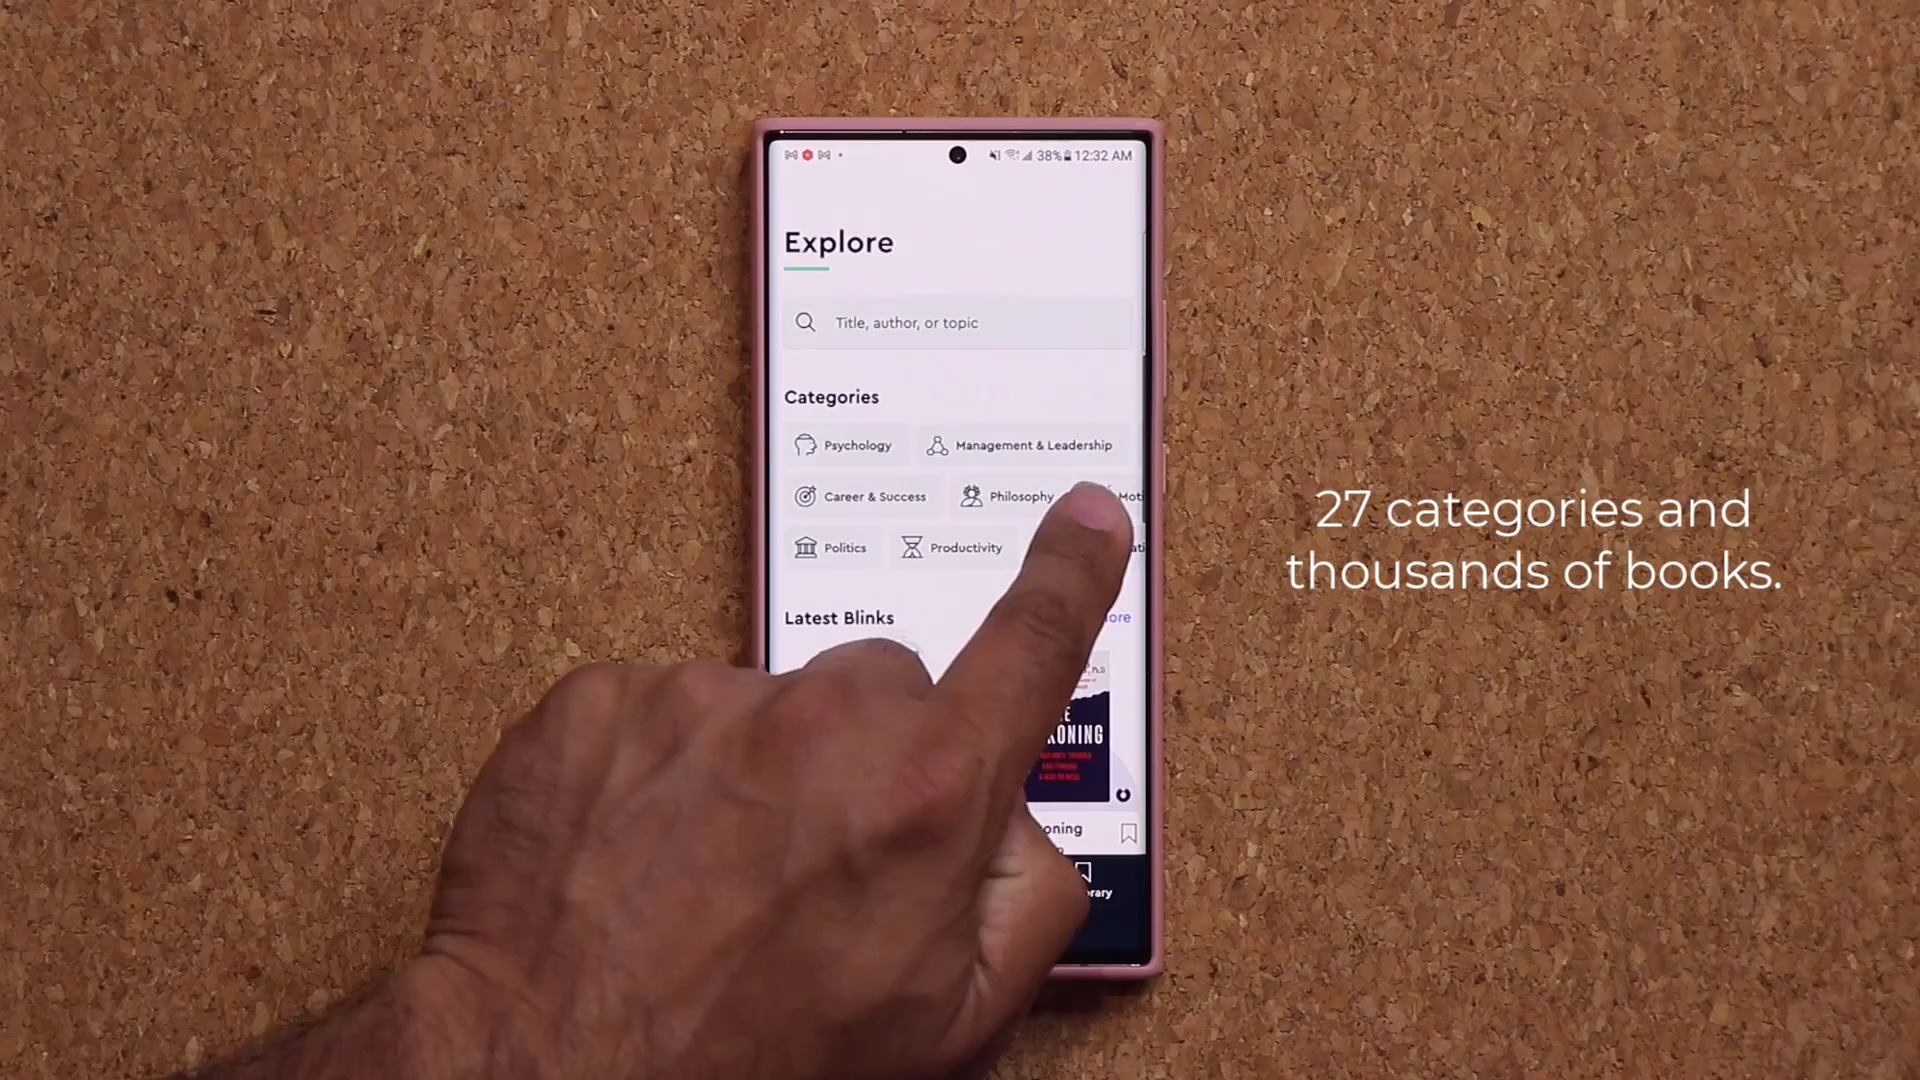 38% 12:32 AM
Explore
Title, author, or topic
Categories
Psychology Management & Leadership
Career & Success Philosophy
Politics Productivity
Latest Blinks
27 categories and
thousands of books.